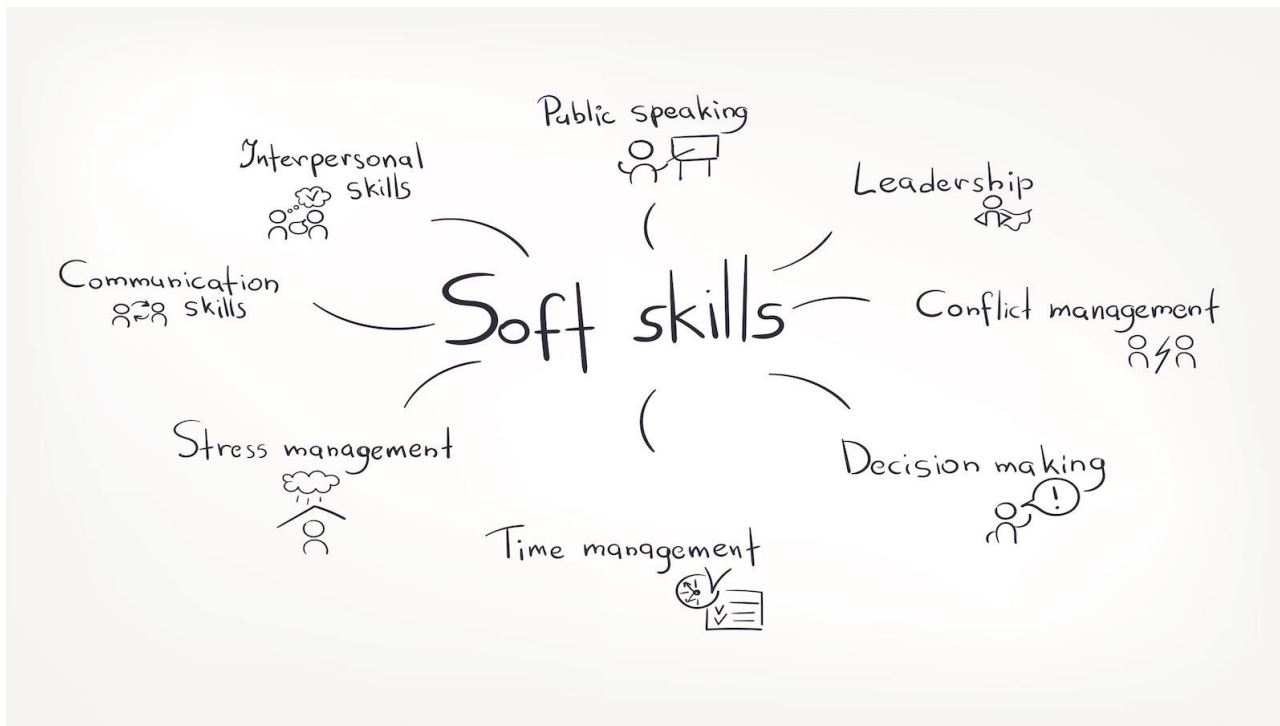 Public speaking
Interpersonal
skills
Leadership
Communication
skills
Soft skills
Conflict management
Stress management
Decision making
Time management